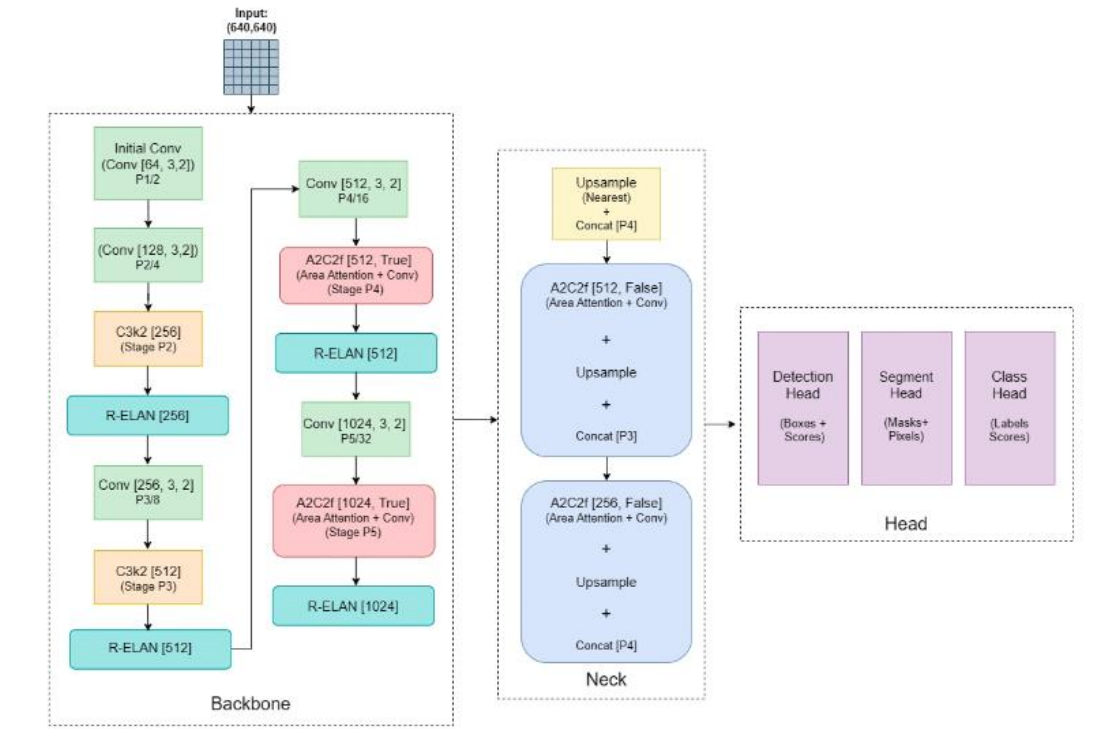 Input:
(640,640)
Initial Conv
(Conv [64, 3,2])
P1/2
(Conv [128, 3,2])
P2/4
C3k2 [256]
(Stage P2)
R-ELAN [256]
Conv [256, 3, 2]
P3/8
C3k2 [512]
(Stage P3)
R-ELAN [512]
Conv [512, 3, 2]
P4/16
A2C2f [512, True]
(Area Attention + Conv)
(Stage P4)
R-ELAN [512]
Conv [1024, 3, 2]
P5/32
A2C2f [1024, True]
(Area Attention + Conv)
(Stage P5)
R-ELAN [1024]
Backbone
Upsample
(Nearest)
+
Concat [P4]
A2C2f [512, False]
(Area Attention + Conv)
+
Upsample
+
Concat [P3]
A2C2f [256, False]
(Area Attention + Conv)
+
Upsample
+
Concat [P4]
Neck
Detection
Head
(Boxes +
Scores)
Segment
Head
(Masks+
Pixels)
Class
Head
(Labels
Scores)
Head